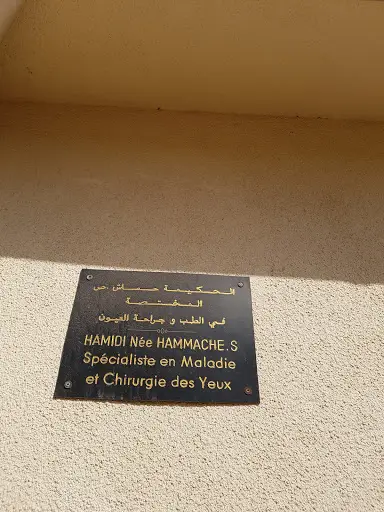 الحكيمة حماش .ص
المختصة
في الطب و جراحة العيون
HAMIDI Née HAMMACHE.S
Spécialiste en Maladie
et Chirurgie des Yeux